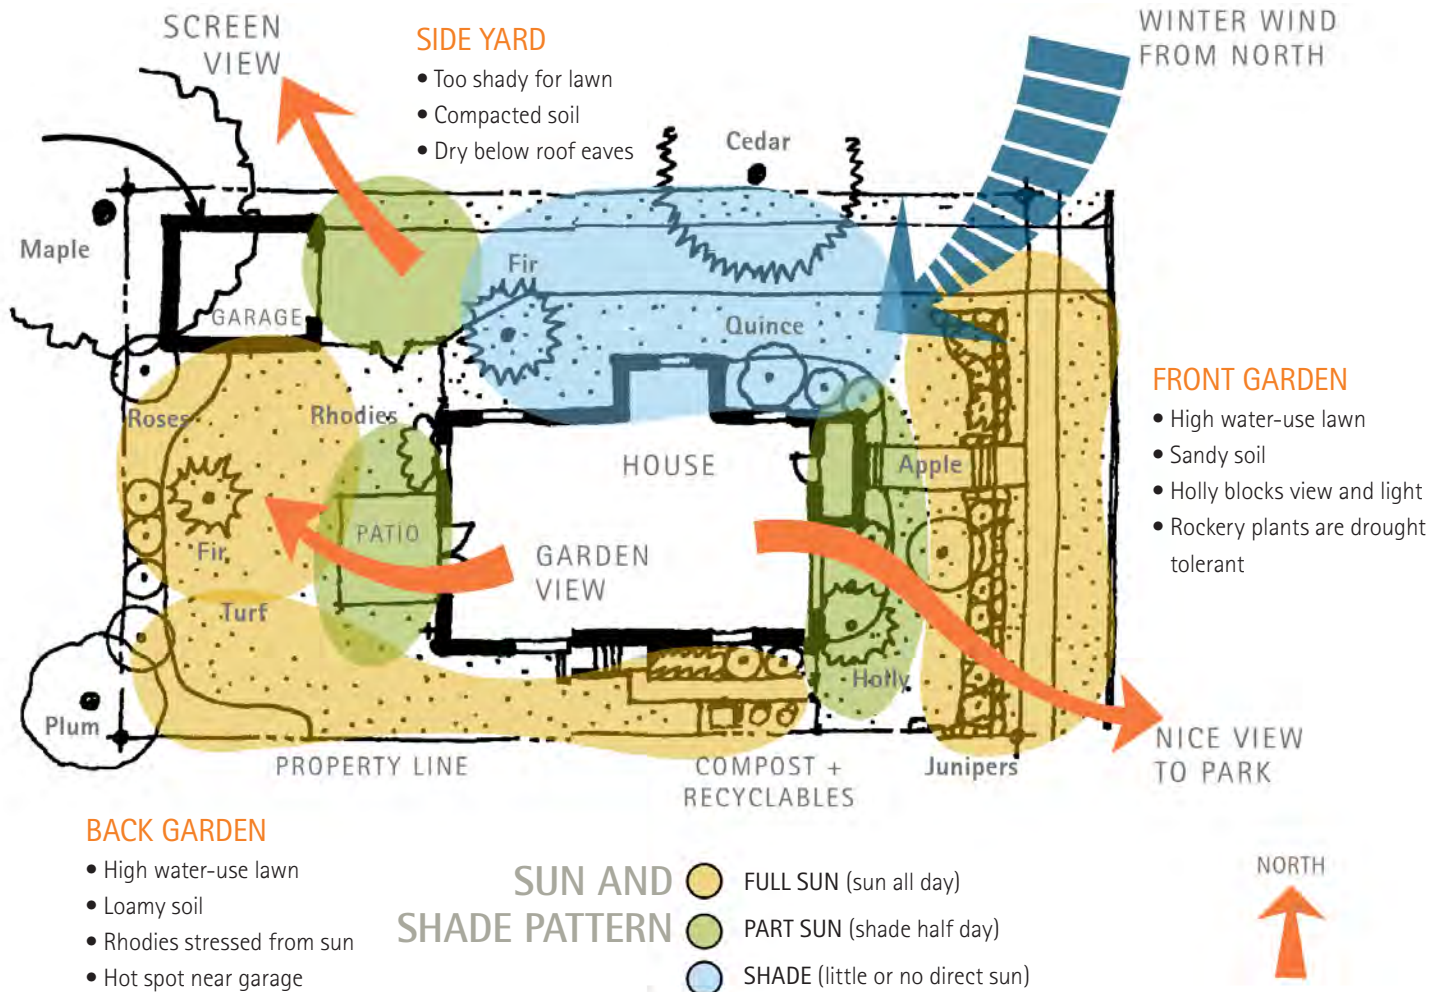 SCREEN
VIEW
SIDE YARD
• Too shady for lawn
• Compacted soil
• Dry below roof eaves
WINTER WIND
FROM NORTH
Cedar
Maple
Fir
GARAGE
Quince
Roses
Rhodies
HOUSE
Apple
FRONT GARDEN
• High water-use lawn
• Sandy soil
• Holly blocks view and light
• Rockery plants are drought
tolerant
PATIO
Fir
GARDEN
VIEW
Turf
Holly
Plum
PROPERTY LINE
COMPOST +
RECYCLABLES
Junipers
NICE VIEW
TO PARK
BACK GARDEN
• High water-use lawn
• Loamy soil
• Rhodies stressed from sun
• Hot spot near garage
SUN AND
SHADE PATTERN
FULL SUN (sun all day)
PART SUN (shade half day)
SHADE (little or no direct sun)
NORTH